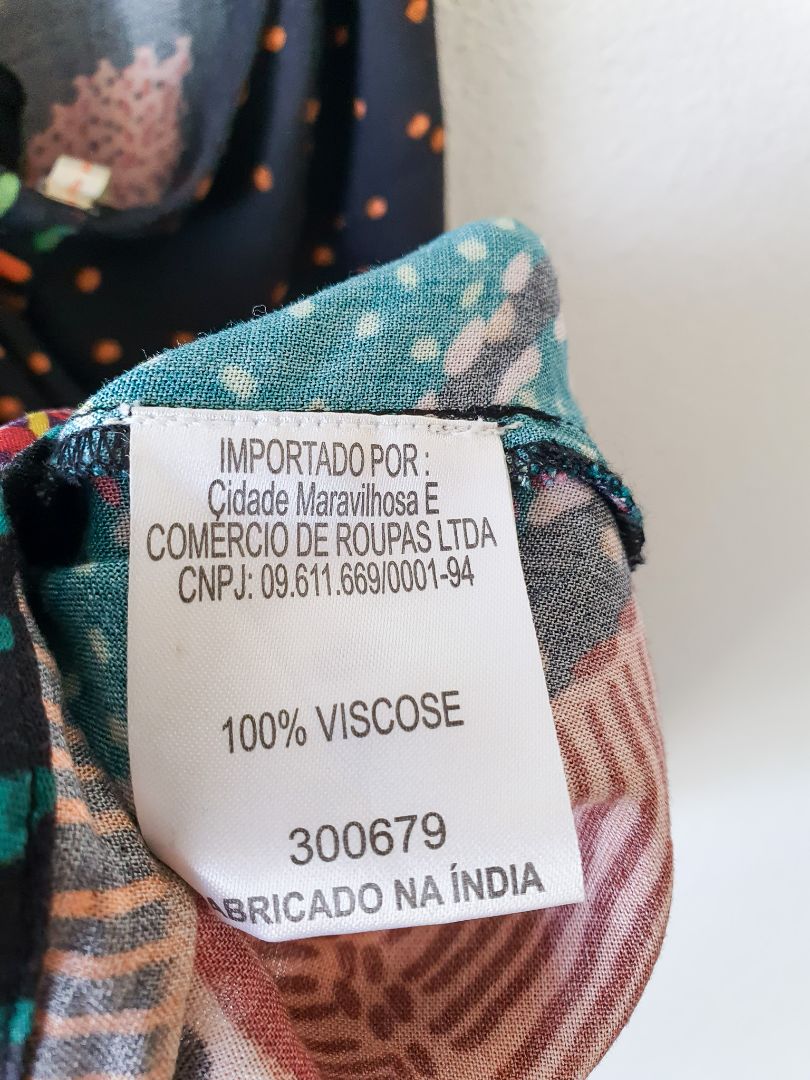 IMPORTADO POR :
Çidade Maravilhosa E
COMERCIO DE ROUPAS LTDA
CNPJ: 09.611.669/0001-94
100% VISCOSE
300679
ABRICADO NA ÍNDIA